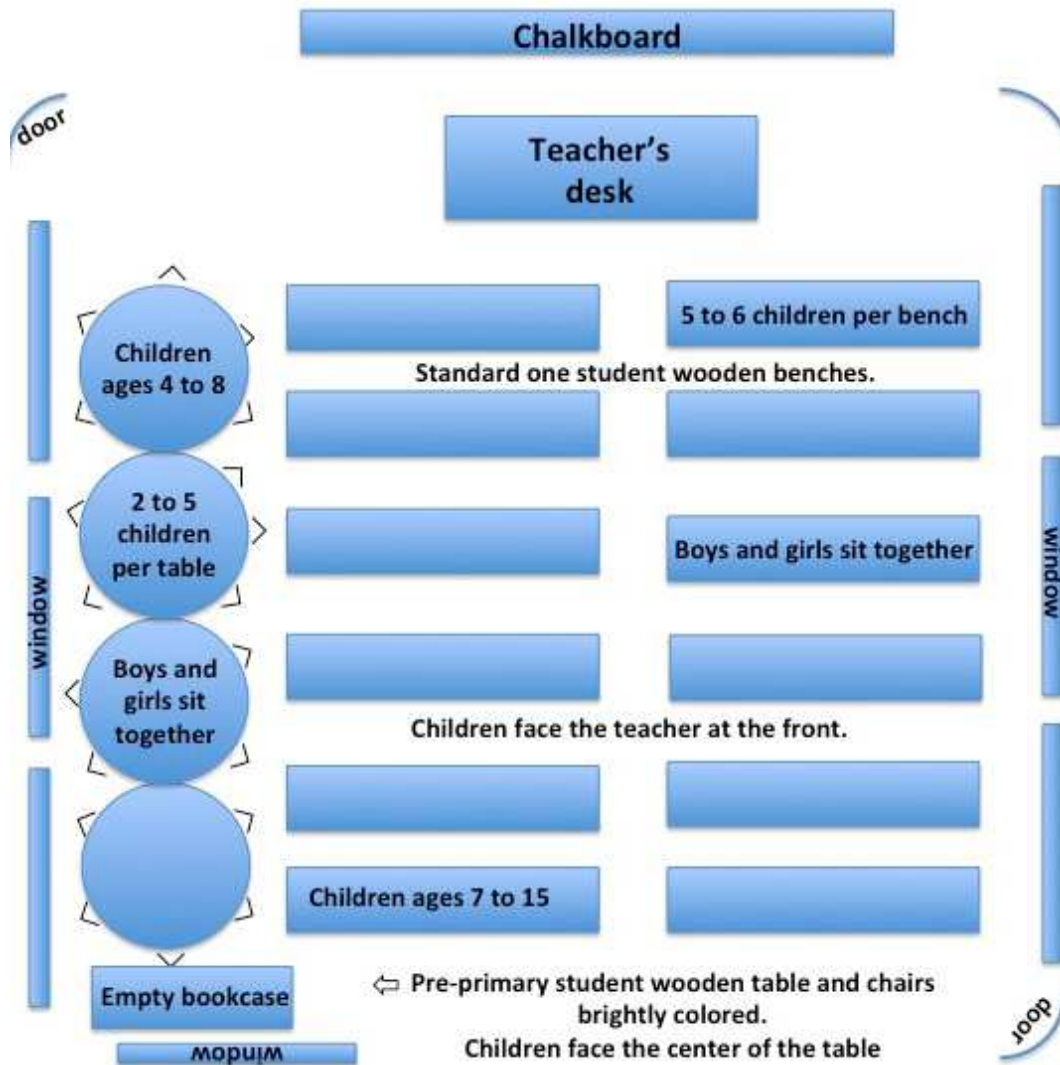 Chalkboard
door
Teacher's
desk
Children
ages 4 to 8
5 to 6 children per bench
Standard one student wooden benches.
2 to 5
children
per table
Boys and girls sit together
window
window
Boys and
girls sit
together
Children face the teacher at the front.
Children ages 7 to 15
Empty bookcase
⇦ Pre-primary student wooden table and chairs
brightly colored.
Children face the center of the table
door
window